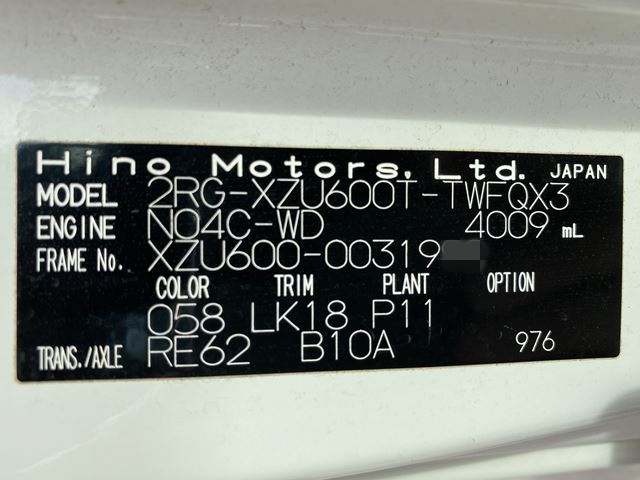 Hino Motors, Ltd. JAPAN
MODEL 2RG-XZU600T-TWFQX3
ENGINE N04C-WD 4009 mL
FRAME No. XZU600-00319
COLOR TRIM PLANT OPTION
058 LK18 P11
TRANS./AXLE RE62 B10A 976